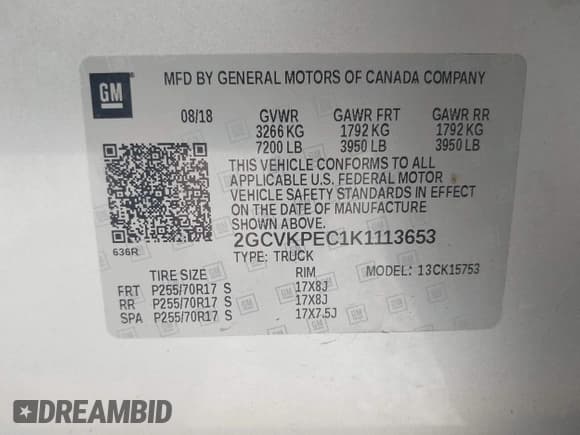 GM
MFD BY GENERAL MOTORS OF CANADA COMPANY
08/18 GVWR GAWR FRT GAWR RR
3266 KG 1792 KG 1792 KG
7200 LB 3950 LB 3950 LB
THIS VEHICLE CONFORMS TO ALL
APPLICABLE U.S. FEDERAL MOTOR
VEHICLE SAFETY STANDARDS IN EFFECT
ON THE DATE OF MANUFACTURE
SHOWN ABOVE.
636R 2GCVKPEC1K1113653
TYPE: TRUCK MODEL: 13CK15753
TIRE SIZE RIM
FRT P255/70R17 S 17X8J
RR P255/70R17 S 17X8J
SPA P255/70R17 S 17X7.5J
DREAMBID